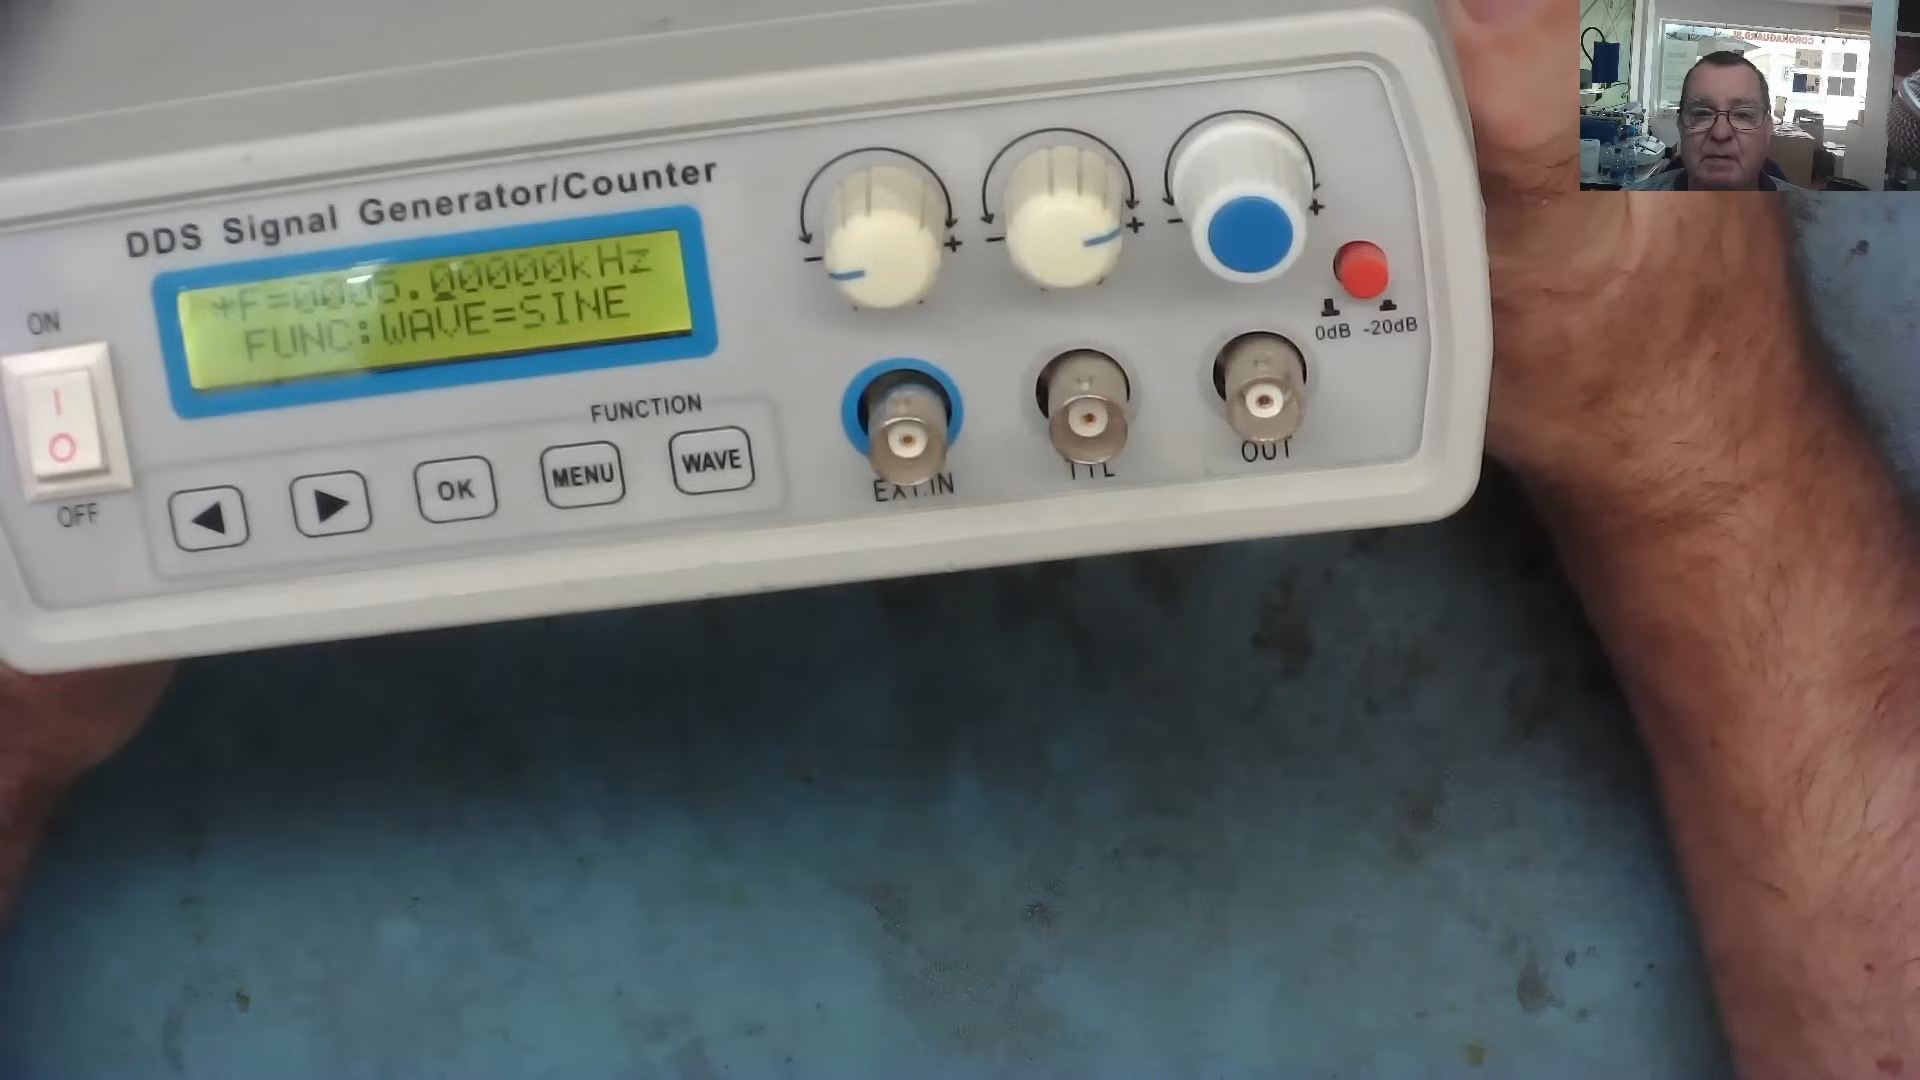 DDS Signal Generator/Counter
*F=0005.00000kHz
FUNC:WAVE=SINE
ON
I
O
OFF
FUNCTION
OK
MENU
WAVE
- +
- +
- +
0dB -20dB
EXT.IN
TTL
OUT